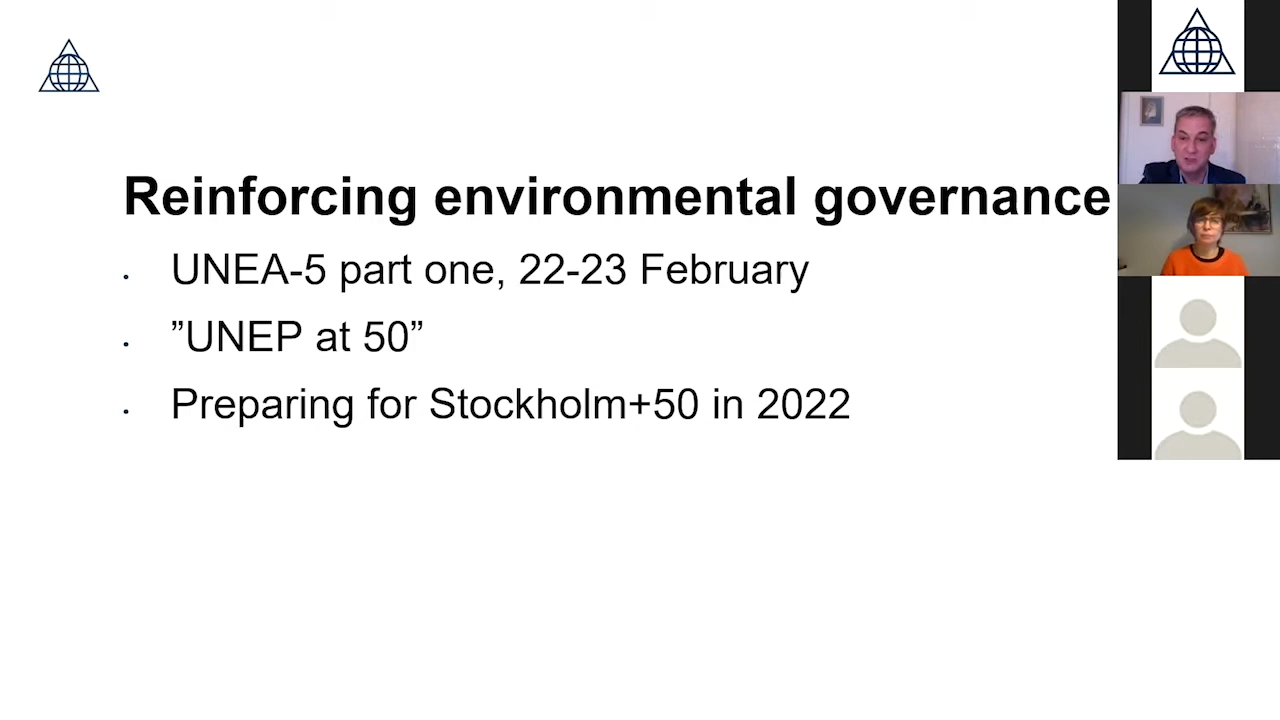 Reinforcing environmental governance
• UNEA-5 part one, 22-23 February
• ”UNEP at 50”
• Preparing for Stockholm+50 in 2022